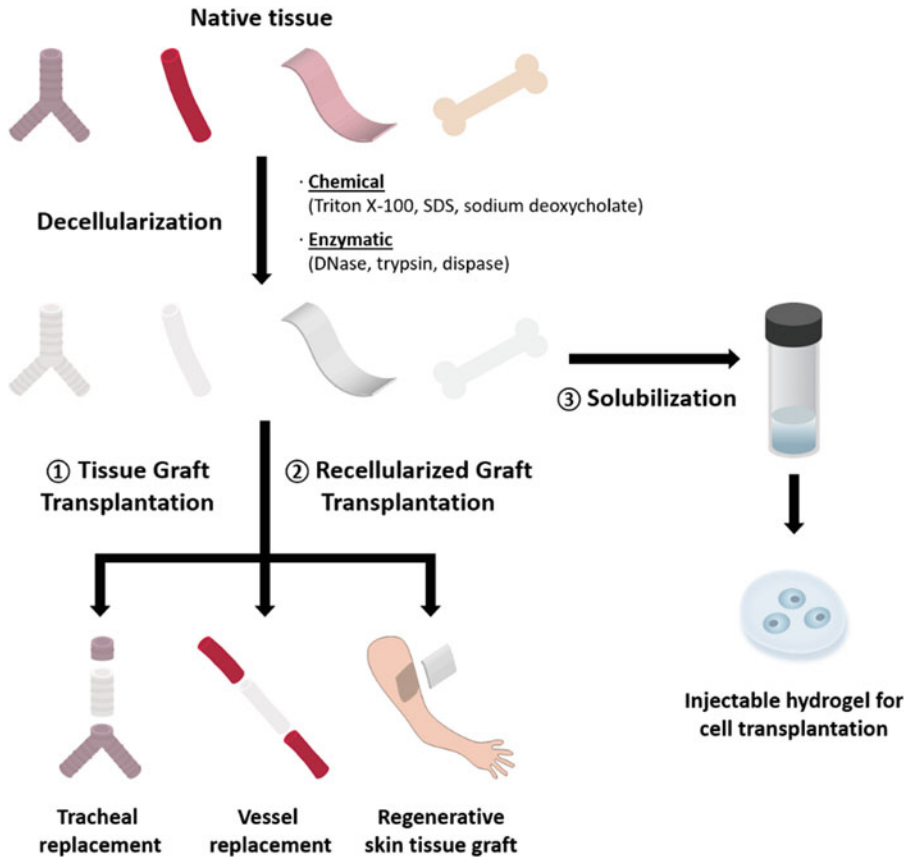 Native tissue
· Chemical
(Triton X-100, SDS, sodium deoxycholate)
Decellularization
· Enzymatic
(DNase, trypsin, dispase)
③ Solubilization
① Tissue Graft
Transplantation
② Recellularized Graft
Transplantation
Injectable hydrogel for
cell transplantation
Tracheal
replacement
Vessel
replacement
Regenerative
skin tissue graft